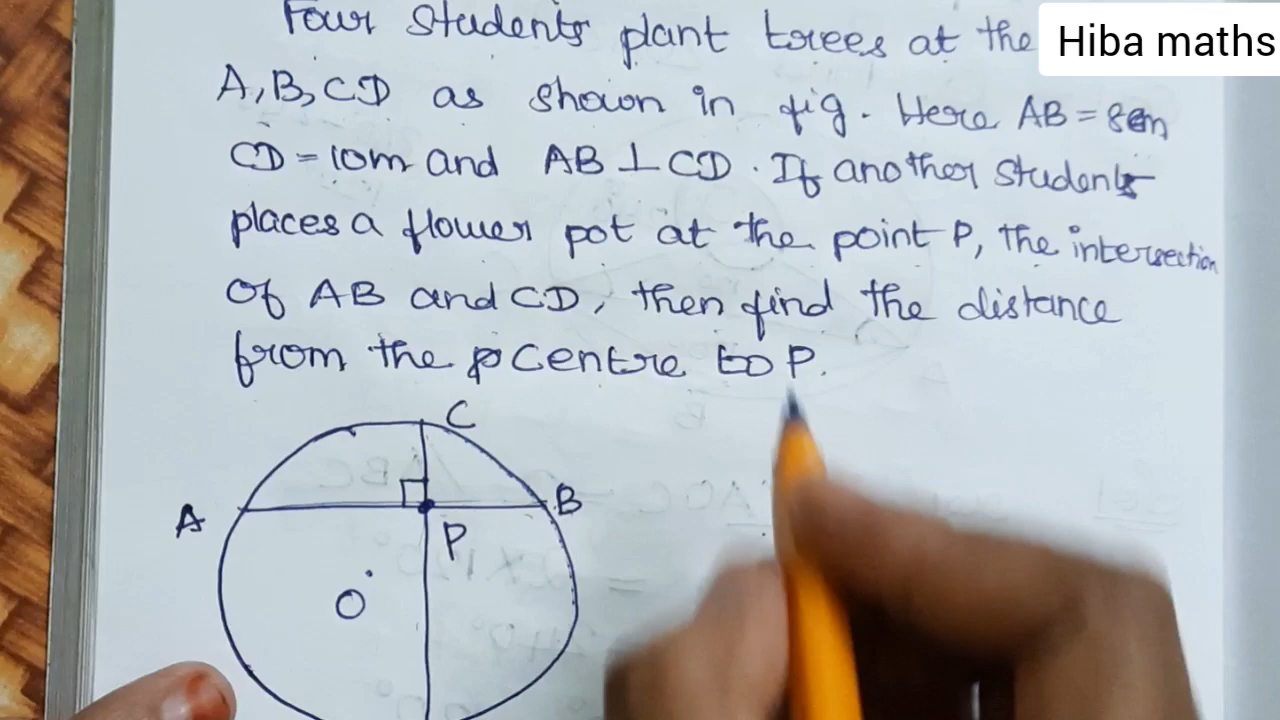 Four students plant trees at the
Hiba maths
A, B, CD as shown in fig. Here AB = 8m
CD = 10m and AB ⊥ CD. If another students
places a flower pot at the point P, the intersection
of AB and CD, then find the distance
from the centre to P.
C
A
B
P
O